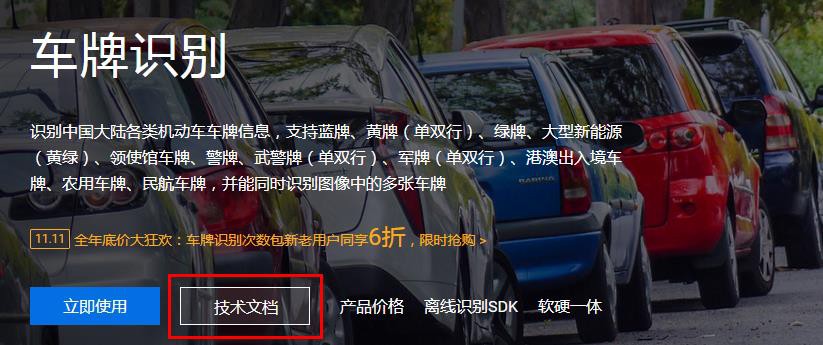 车牌识别
识别中国大陆各类机动车车牌信息，支持蓝牌、黄牌（单双行）、绿牌、大型新能源
（黄绿）、领使馆车牌、警牌、武警牌（单双行）、军牌（单双行）、港澳出入境车
牌、农用车牌、民航车牌，并能同时识别图像中的多张车牌
11.11 全年底价大狂欢：车牌识别次数包新老用户同享6折，限时抢购 >
立即使用 技术文档 产品价格 离线识别SDK 软硬一体